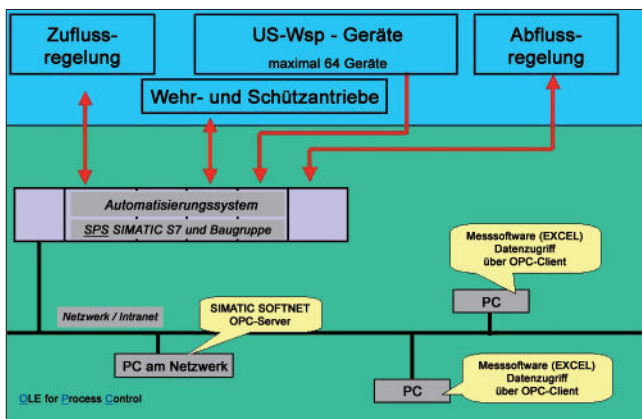 Zufluss-
regelung
US-Wsp - Geräte
maximal 64 Geräte
Abfluss-
regelung
Wehr- und Schützantriebe
Automatisierungssystem
SPS SIMATIC S7 und Baugruppe
Messsoftware (EXCEL)
Datenzugriff
über OPC-Client
PC
Netzwerk / Intranet
SIMATIC SOFTNET
OPC-Server
PC am Netzwerk
Messsoftware (EXCEL)
Datenzugriff
über OPC-Client
PC
OLE for Process Control